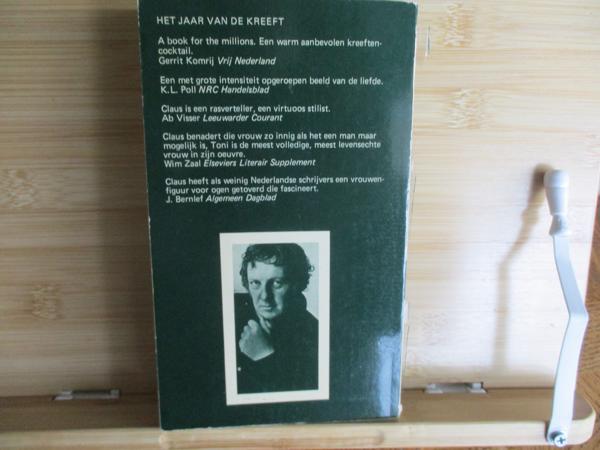 HET JAAR VAN DE KREEFT
A book for the millions. Een warm aanbevolen kreeften-
cocktail.
Gerrit Komrij Vrij Nederland
Een met grote intensiteit opgeroepen beeld van de liefde.
K.L. Poll NRC Handelsblad
Claus is een rasverteller, een virtuoos stilist.
Ab Visser Leeuwarder Courant
Claus benadert die vrouw zo innig als het een man maar
mogelijk is, Toni is de meest volledige, meest levensechte
vrouw in zijn oeuvre.
Wim Zaal Elseviers Literair Supplement
Claus heeft als weinig Nederlandse schrijvers een vrouwen-
figuur voor ogen getoverd die fascineert.
J. Bernlef Algemeen Dagblad